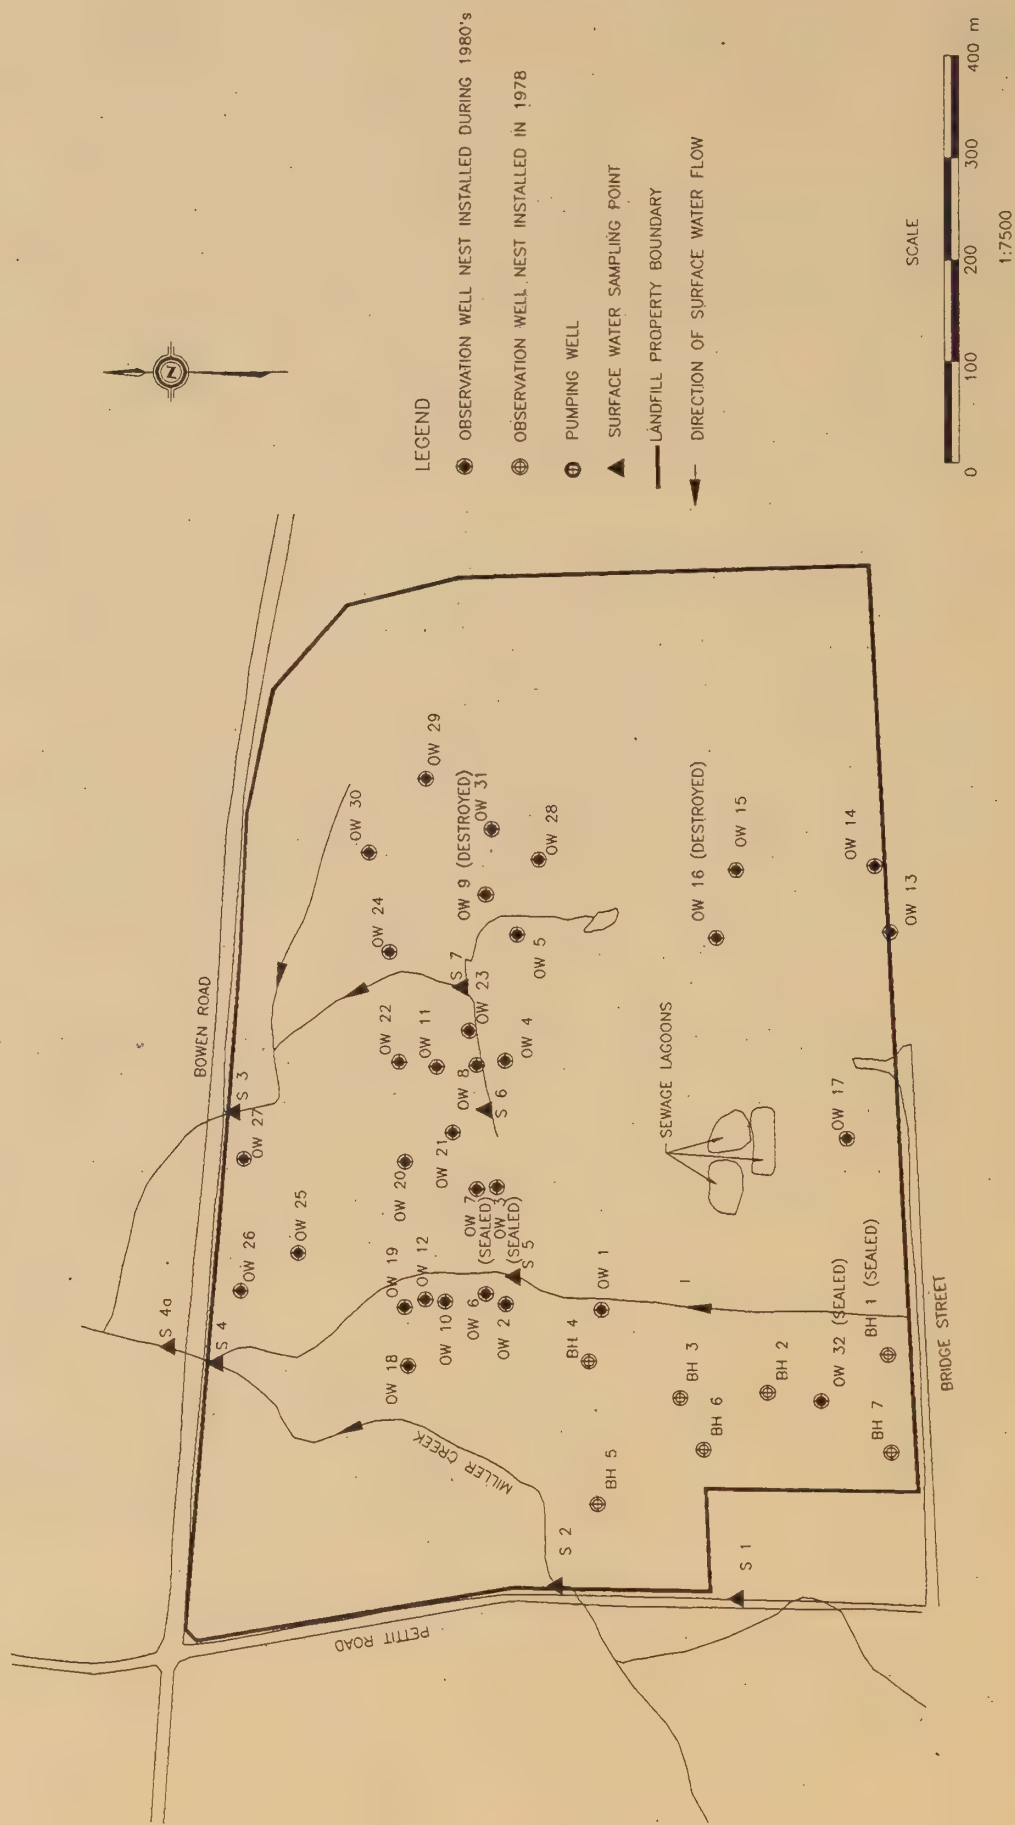 N
LEGEND
OBSERVATION WELL NEST INSTALLED DURING 1980's
OBSERVATION WELL NEST INSTALLED IN 1978
PUMPING WELL
SURFACE WATER SAMPLING POINT
LANDFILL PROPERTY BOUNDARY
DIRECTION OF SURFACE WATER FLOW
SCALE
0 100 200 300 400 m
1:7500
BOWEN ROAD
PETTIT ROAD
BRIDGE STREET
MILLER CREEK
SEWAGE LAGOONS
S 4a
S 4
S 3
OW 27
OW 26
OW 25
OW 30
OW 29
OW 24
OW 22
OW 11
OW 20
OW 21
OW 19
OW 12
OW 18
OW 10
OW 6
OW 2
OW 7
(SEALED)
OW 3
(SEALED)
S 5
OW 8
S 6
OW 4
OW 23
S 7
OW 5
OW 9 (DESTROYED)
OW 31
OW 28
OW 1
BH 4
BH 5
BH 3
BH 6
BH 2
OW 32 (SEALED)
BH 1 (SEALED)
BH 7
S 2
S 1
OW 16 (DESTROYED)
OW 15
OW 14
OW 13
OW 17